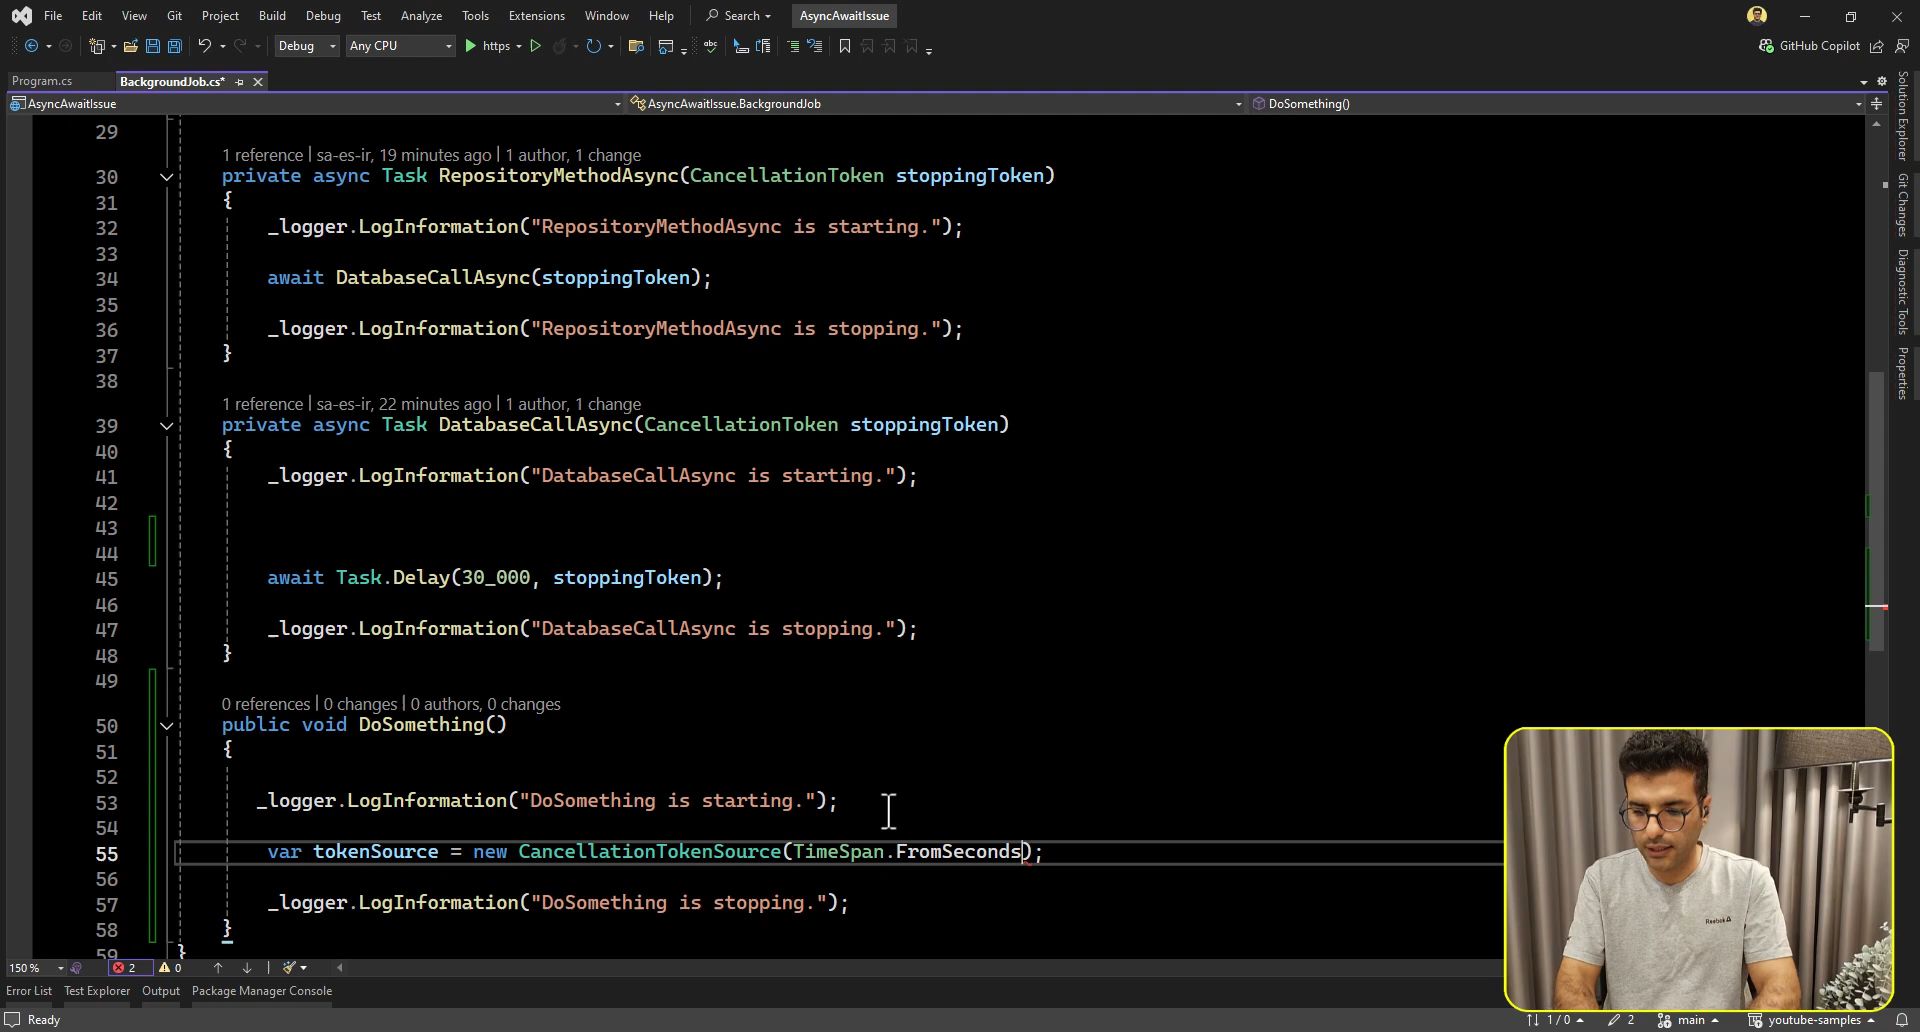 File Edit View Git Project Build Debug Test Analyze Tools Extensions Window Help Search AsyncAwaitIssue
Debug Any CPU https GitHub Copilot
Program.cs BackgroundJob.cs*
AsyncAwaitIssue AsyncAwaitIssue.BackgroundJob DoSomething()
29
1 reference | sa-es-ir, 19 minutes ago | 1 author, 1 change
30 private async Task RepositoryMethodAsync(CancellationToken stoppingToken)
31 {
32 _logger.LogInformation("RepositoryMethodAsync is starting.");
33
34 await DatabaseCallAsync(stoppingToken);
35
36 _logger.LogInformation("RepositoryMethodAsync is stopping.");
37 }
38
1 reference | sa-es-ir, 22 minutes ago | 1 author, 1 change
39 private async Task DatabaseCallAsync(CancellationToken stoppingToken)
40 {
41 _logger.LogInformation("DatabaseCallAsync is starting.");
42
43
44
45 await Task.Delay(30_000, stoppingToken);
46
47 _logger.LogInformation("DatabaseCallAsync is stopping.");
48 }
49
0 references | 0 changes | 0 authors, 0 changes
50 public void DoSomething()
51 {
52
53 _logger.LogInformation("DoSomething is starting.");
54
55 var tokenSource = new CancellationTokenSource(TimeSpan.FromSeconds);
56
57 _logger.LogInformation("DoSomething is stopping.");
58 }
59 }
150 % 2 0
Error List Test Explorer Output Package Manager Console
Ready 1 / 0 2 main youtube-samples
Solution Explorer
Git Changes
Diagnostic Tools
Properties
Reebok